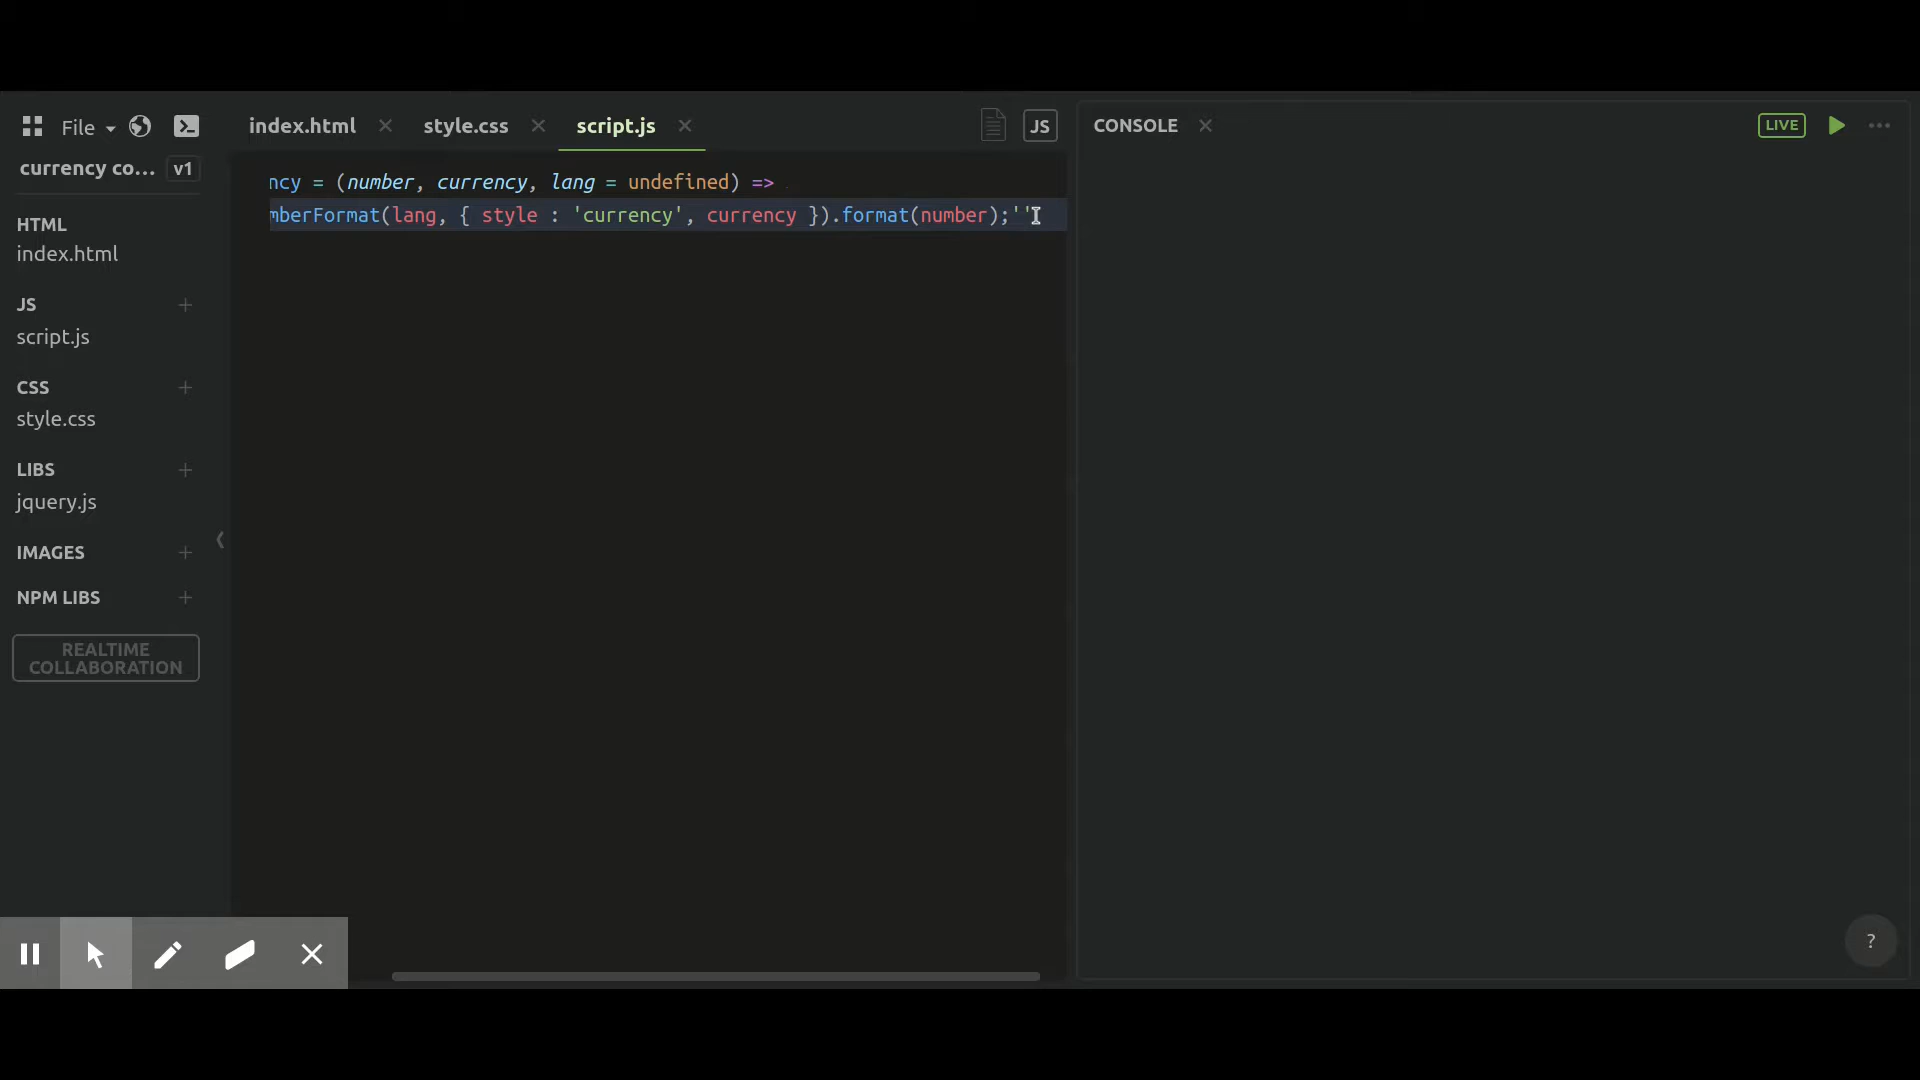 File
index.html
style.css
script.js
JS
CONSOLE
LIVE
currency co...
v1
ncy = (number, currency, lang = undefined) =>
mberFormat(lang, { style : 'currency', currency }).format(number);''
HTML
index.html
JS
script.js
CSS
style.css
LIBS
jquery.js
IMAGES
NPM LIBS
REALTIME
COLLABORATION
?